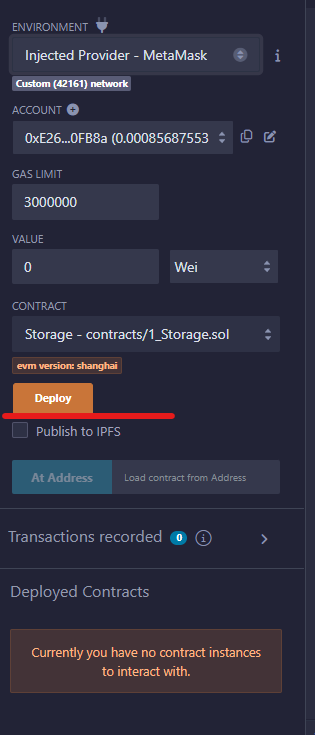 ENVIRONMENT
Injected Provider - MetaMask
Custom (42161) network
ACCOUNT
0xE26...0FB8a (0.00085687553
GAS LIMIT
3000000
VALUE
0 Wei
CONTRACT
Storage - contracts/1_Storage.sol
evm version: shanghai
Deploy
Publish to IPFS
At Address Load contract from Address
Transactions recorded 0
Deployed Contracts
Currently you have no contract instances
to interact with.